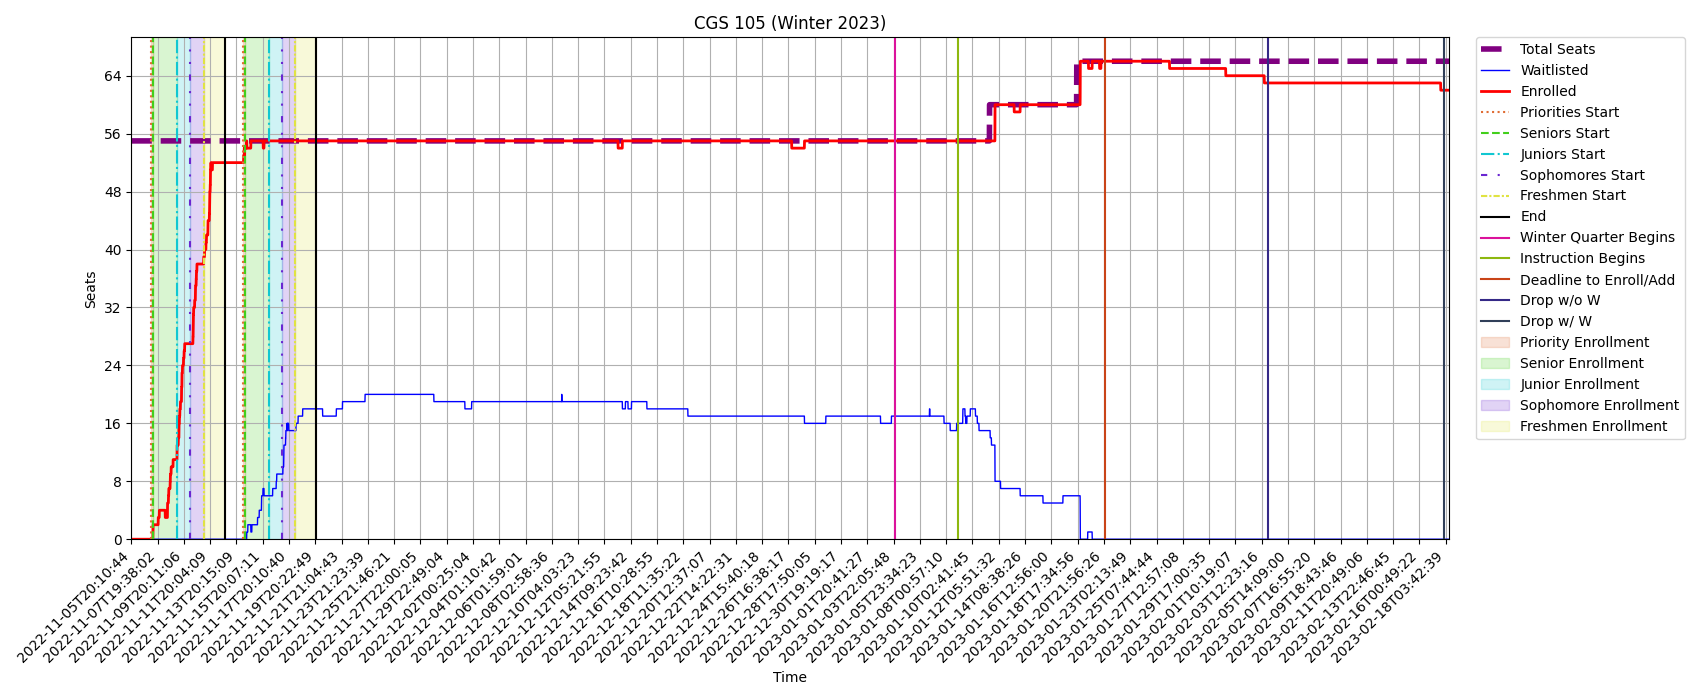 CGS 105 (Winter 2023)
Seats
64
56
48
40
32
24
16
8
0
2022-11-05T20:10:44
2022-11-07T19:38:02
2022-11-09T20:11:06
2022-11-11T20:04:09
2022-11-13T20:15:09
2022-11-15T20:07:11
2022-11-17T20:10:40
2022-11-19T20:22:49
2022-11-21T21:04:43
2022-11-23T21:23:39
2022-11-25T21:46:21
2022-11-27T22:00:05
2022-11-29T22:49:04
2022-12-02T00:25:04
2022-12-04T01:10:42
2022-12-06T01:59:01
2022-12-08T02:58:36
2022-12-10T04:03:23
2022-12-12T05:21:55
2022-12-14T09:23:42
2022-12-16T10:28:55
2022-12-18T11:35:22
2022-12-20T12:37:07
2022-12-22T14:22:31
2022-12-24T15:40:18
2022-12-26T16:38:17
2022-12-28T17:50:05
2022-12-30T19:19:17
2023-01-01T20:41:27
2023-01-03T22:05:48
2023-01-05T23:34:23
2023-01-08T00:57:10
2023-01-10T02:41:45
2023-01-12T05:51:32
2023-01-14T08:38:26
2023-01-16T12:56:00
2023-01-18T17:34:56
2023-01-20T21:56:26
2023-01-23T02:13:49
2023-01-25T07:44:44
2023-01-27T12:57:08
2023-01-29T17:00:35
2023-02-01T10:19:07
2023-02-03T12:23:16
2023-02-05T14:09:00
2023-02-07T16:55:20
2023-02-09T18:43:46
2023-02-11T20:49:06
2023-02-13T22:46:45
2023-02-16T00:49:22
2023-02-18T03:42:39
Time
Total Seats
Waitlisted
Enrolled
Priorities Start
Seniors Start
Juniors Start
Sophomores Start
Freshmen Start
End
Winter Quarter Begins
Instruction Begins
Deadline to Enroll/Add
Drop w/o W
Drop w/ W
Priority Enrollment
Senior Enrollment
Junior Enrollment
Sophomore Enrollment
Freshmen Enrollment